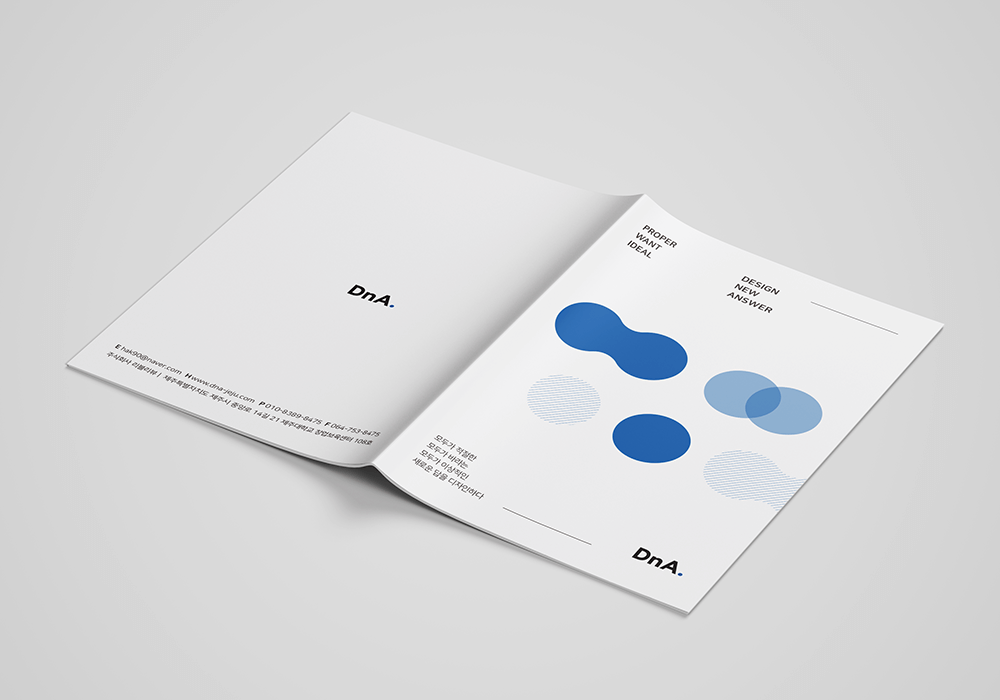 DnA.
E hak90@naver.com H www.dna-jeju.com P 010-8389-8475 F 064-753-8475
주식회사 리블리뷰 | 제주특별자치도 제주시 중앙로 14길 21 제주대학교 창업보육센터 108호
PROPER
WANT
IDEAL
DESIGN
NEW
ANSWER
모두가 적절한
모두가 바라는
모두가 이상적인
새로운 답을 디자인하다
DnA.